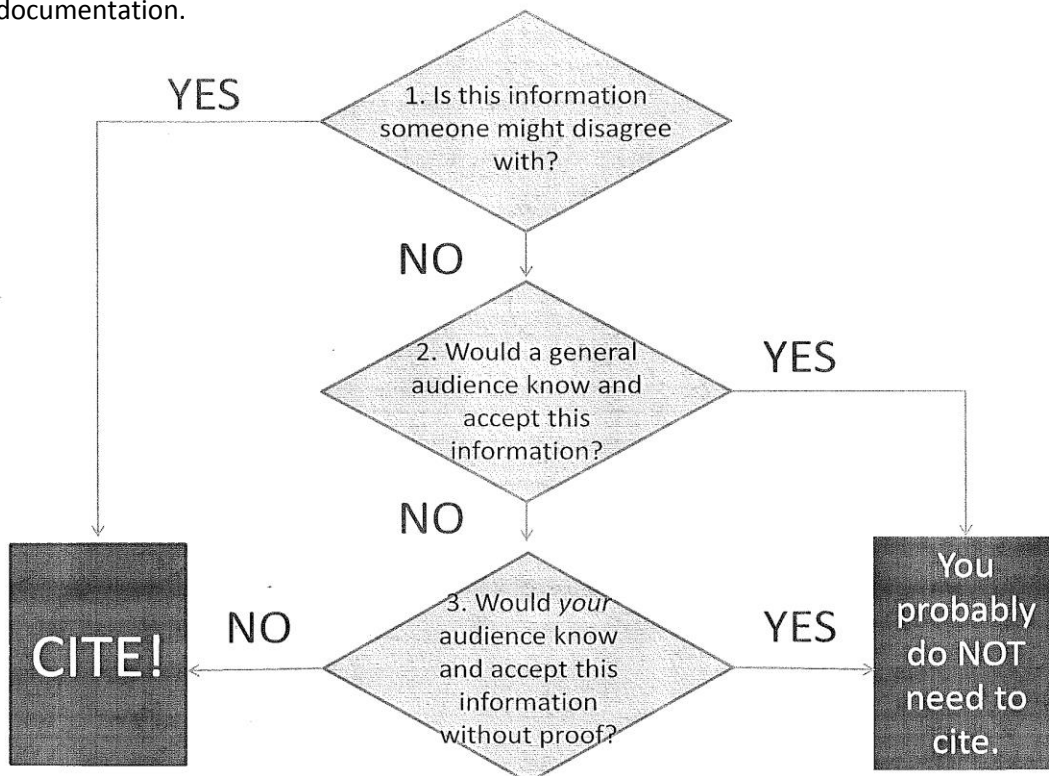 documentation.
YES
1. Is this information
someone might disagree
with?
NO
2. Would a general
audience know and
accept this
information?
YES
NO
3. Would your
audience know
and accept this
information
without proof?
NO
YES
CITE!
You
probably
do NOT
need to
cite.